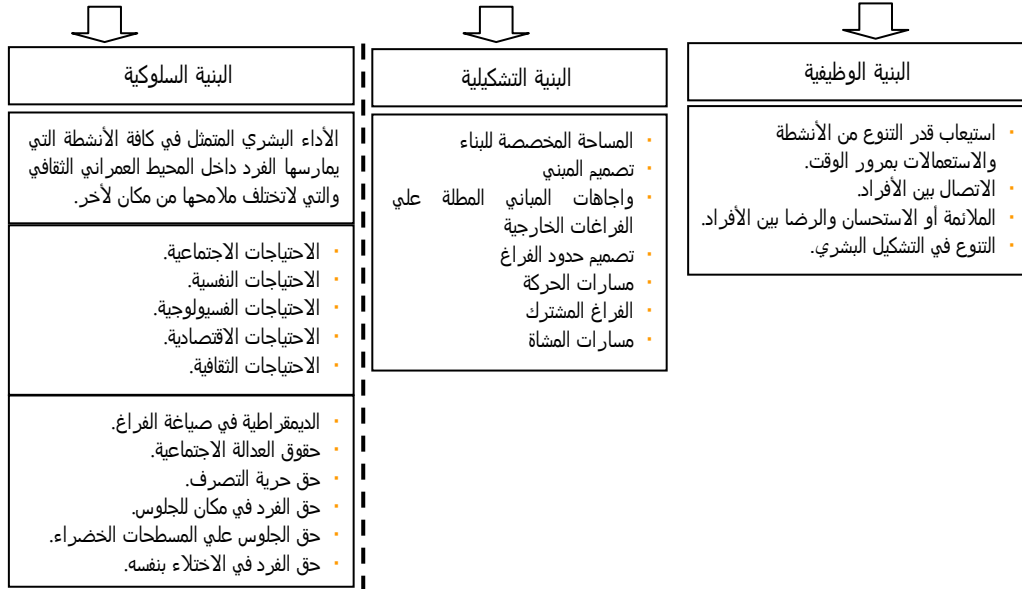 البنية الوظيفية
استيعاب قدر التنوع من الأنشطة
والاستعمالات بمرور الوقت.
الاتصال بين الأفراد.
الملائمة أو الاستحسان والرضا بين الأفراد.
التنوع في التشكيل البشري.
البنية التشكيلية
المساحة المخصصة للبناء
تصميم المبني
واجاهات المباني المطلة علي
الفراغات الخارجية
تصميم حدود الفراغ
مسارات الحركة
الفراغ المشترك
مسارات المشاة
البنية السلوكية
الأداء البشري المتمثل في كافة الأنشطة التي
يمارسها الفرد داخل المحيط العمراني الثقافي
والتي لاتختلف ملامحها من مكان لأخر.
الاحتياجات الاجتماعية.
الاحتياجات النفسية.
الاحتياجات الفسيولوجية.
الاحتياجات الاقتصادية.
الاحتياجات الثقافية.
الديمقراطية في صياغة الفراغ.
حقوق العدالة الاجتماعية.
حق حرية التصرف.
حق الفرد في مكان للجلوس.
حق الجلوس علي المسطحات الخضراء.
حق الفرد في الاختلاء بنفسه.